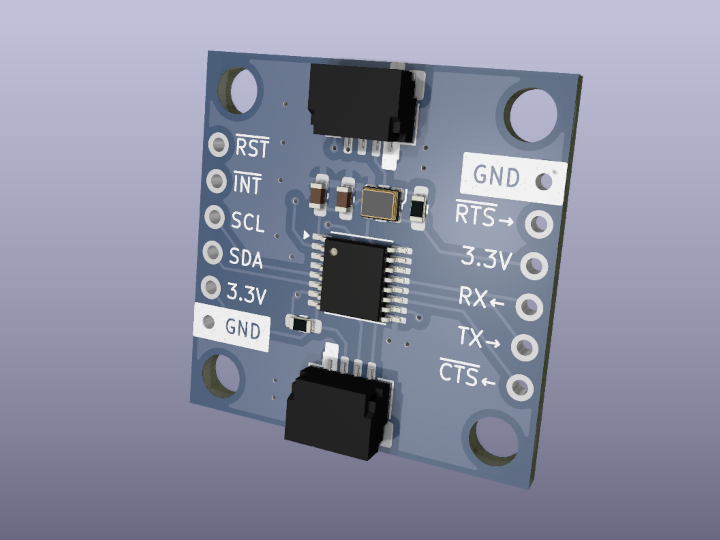 RST
INT
SCL
SDA
3.3V
GND
GND
RTS→
3.3V
RX←
TX→
CTS←